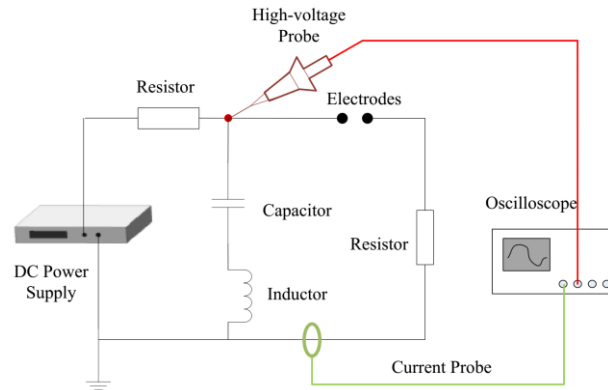 High-voltage
Probe
Resistor
Electrodes
Capacitor
Oscilloscope
Resistor
DC Power
Supply
Inductor
Current Probe